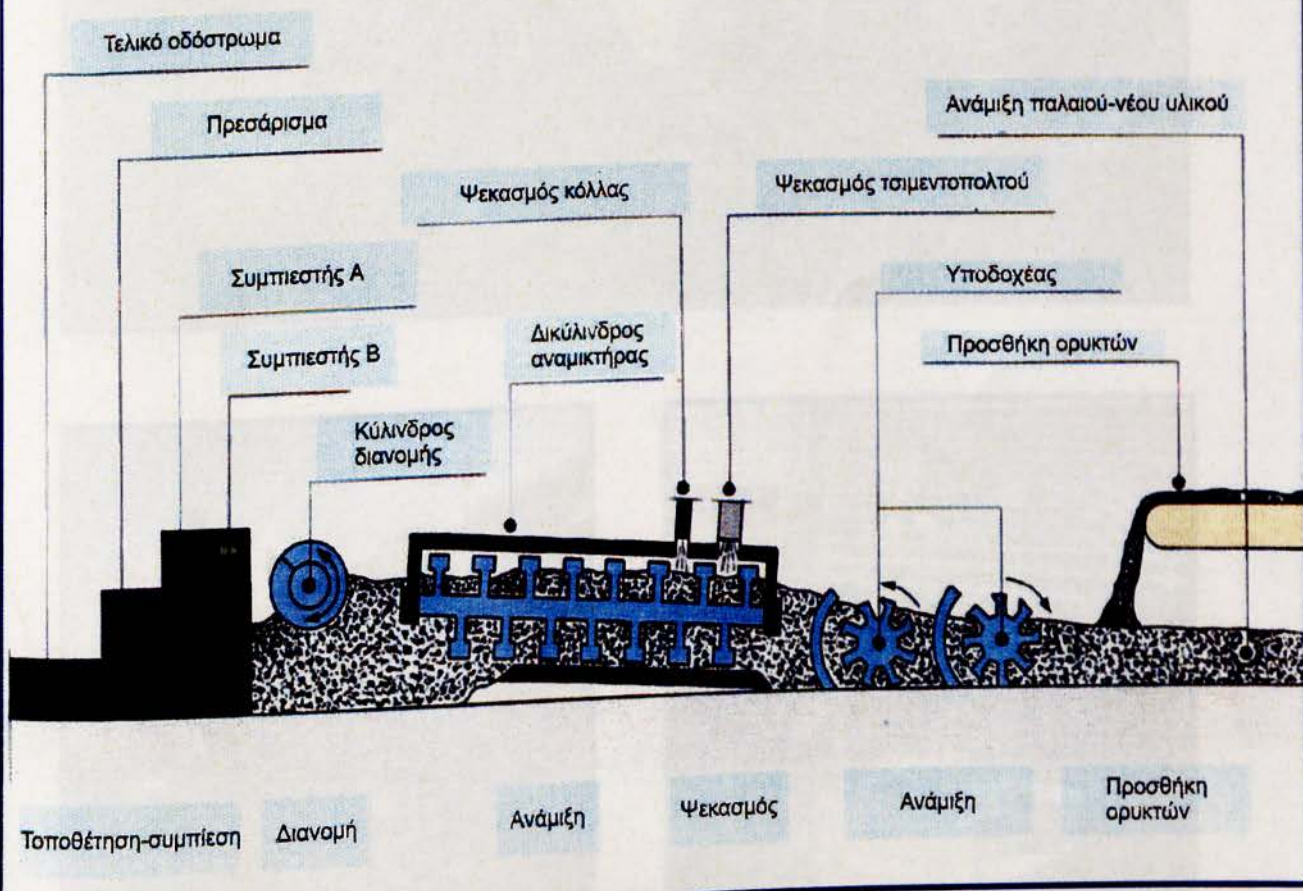 Τελικό οδόστρωμα
Πρεσάρισμα
Ανάμιξη παλαιού-νέου υλικού
Ψεκασμός κόλλας
Ψεκασμός τσιμεντοπολτού
Συμπιεστής Α
Υποδοχέας
Συμπιεστής Β
Δικύλινδρος
αναμικτήρας
Προσθήκη ορυκτών
Κύλινδρος
διανομής
Τοποθέτηση-συμπίεση
Διανομή
Ανάμιξη
Ψεκασμός
Ανάμιξη
Προσθήκη
ορυκτών